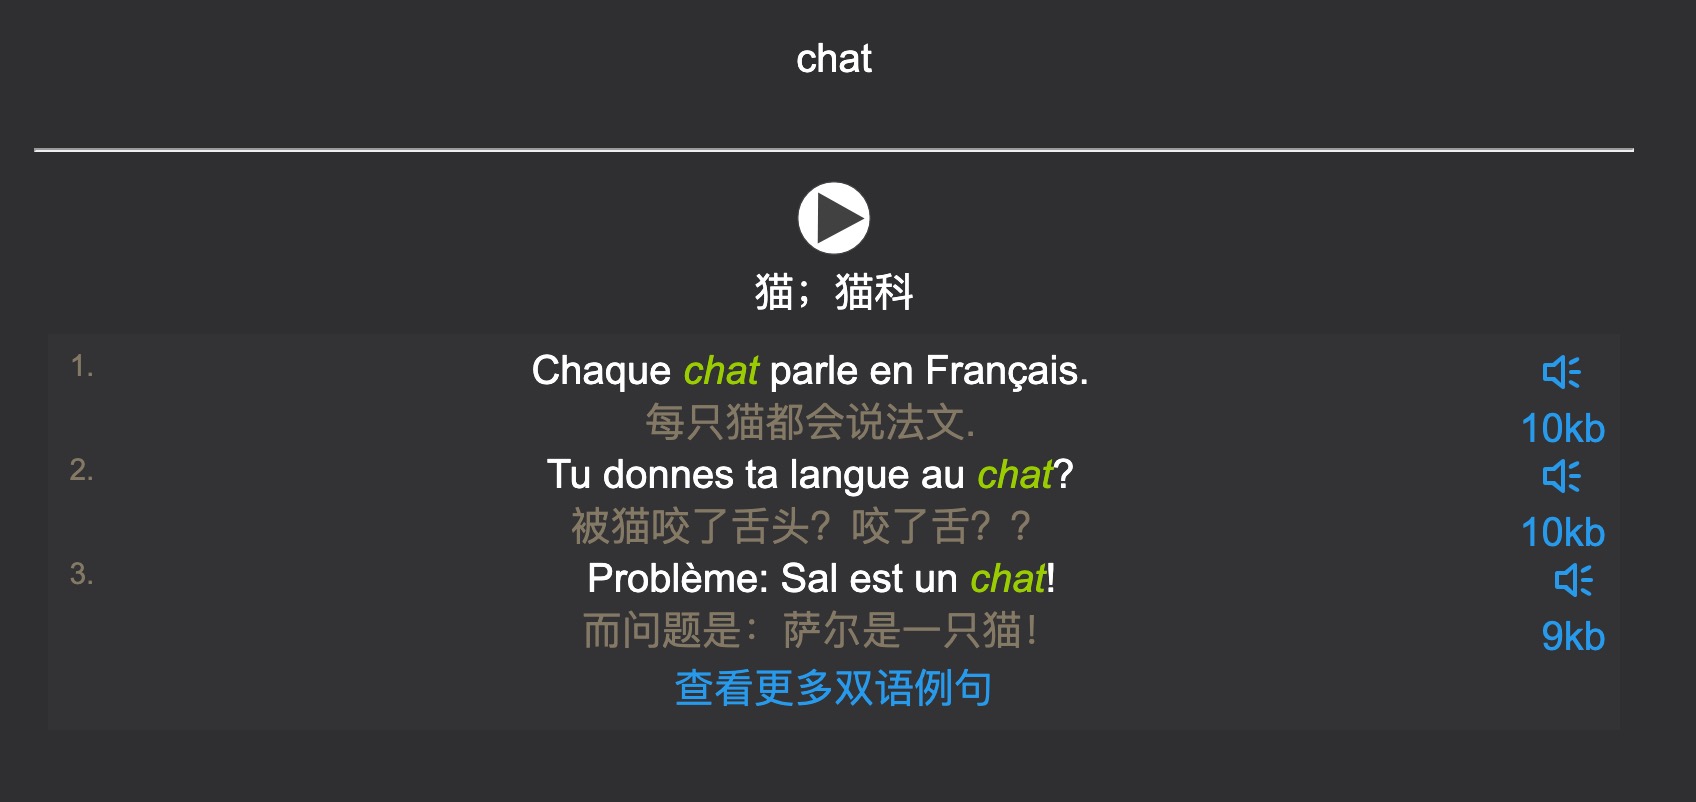 chat
猫；猫科
1. Chaque chat parle en Français.
每只猫都会说法文.
10kb
2. Tu donnes ta langue au chat?
被猫咬了舌头？咬了舌？？
10kb
3. Problème: Sal est un chat!
而问题是：萨尔是一只猫！
9kb
查看更多双语例句